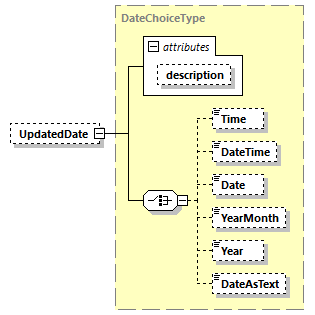 DateChoiceType
attributes
description
UpdatedDate
Time
DateTime
Date
YearMonth
Year
DateAsText